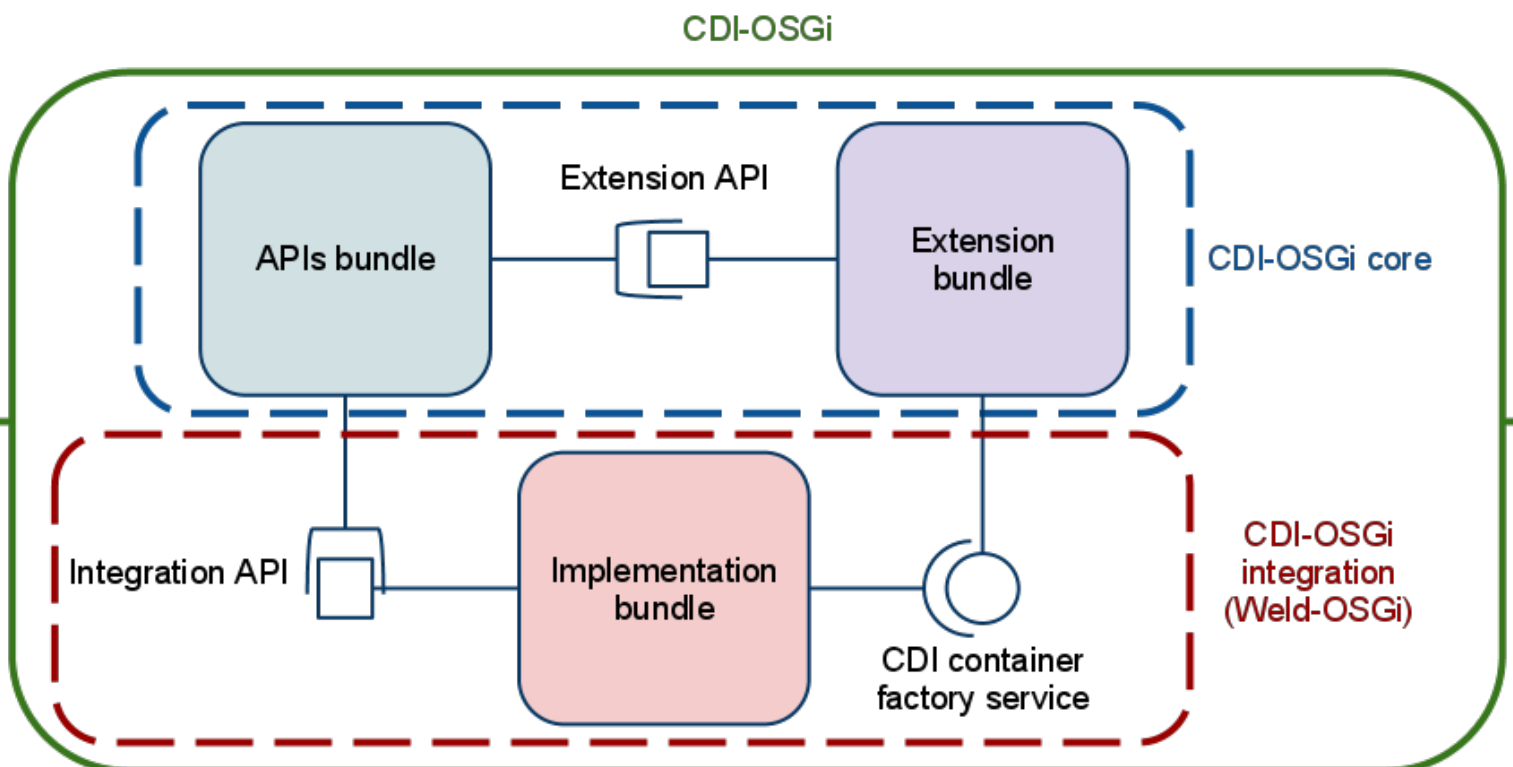 CDI-OSGi
Extension API
APIs bundle
Extension
bundle
CDI-OSGi core
Integration API
Implementation
bundle
CDI-OSGi
integration
(Weld-OSGi)
CDI container
factory service